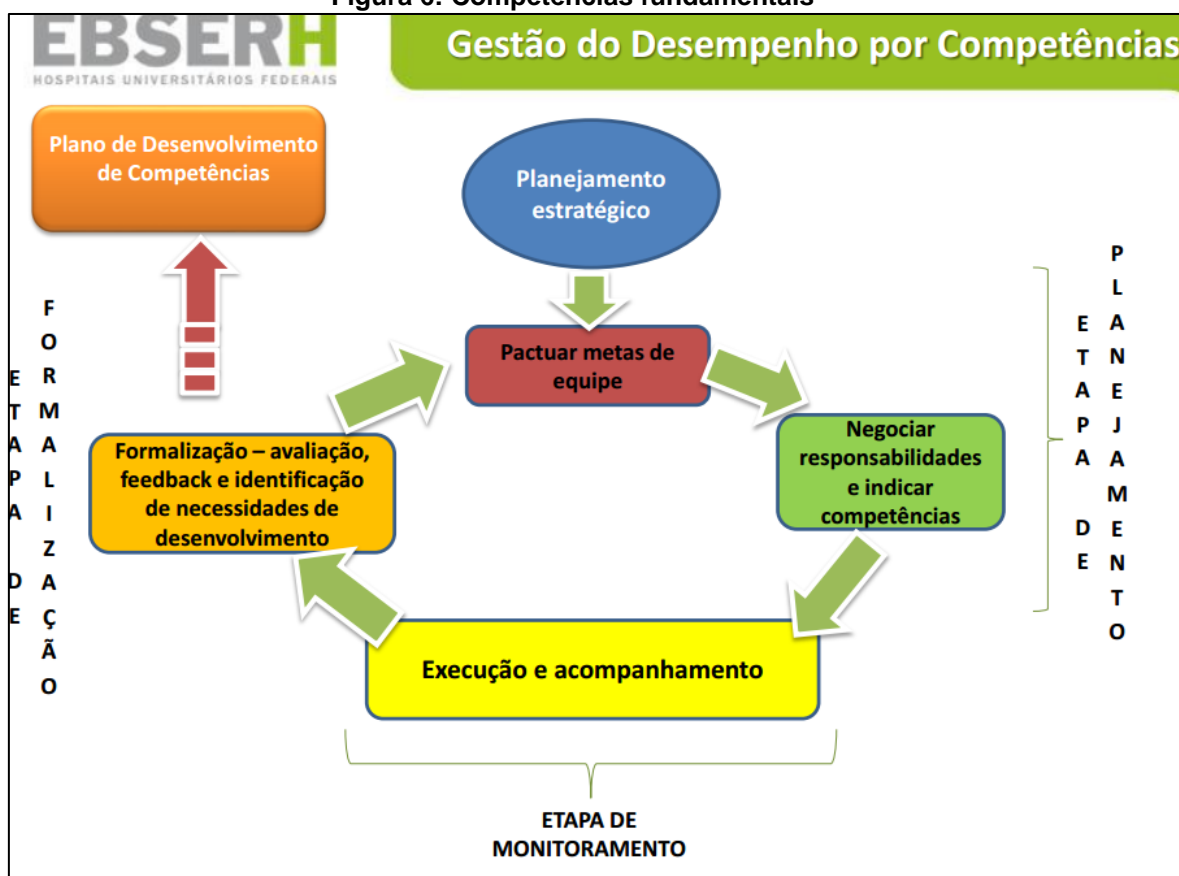 Figura 6: Competências fundamentais
EBSERH
HOSPITAIS UNIVERSITÁRIOS FEDERAIS
Gestão do Desempenho por Competências
Plano de Desenvolvimento
de Competências
Planejamento
estratégico
Pactuar metas de
equipe
Negociar
responsabilidades
e indicar
competências
Formalização – avaliação,
feedback e identificação
de necessidades de
desenvolvimento
Execução e acompanhamento
ETAPA DE
FORMALIZAÇÃO
ETAPA DE
PLANEJAMENTO
ETAPA DE
MONITORAMENTO